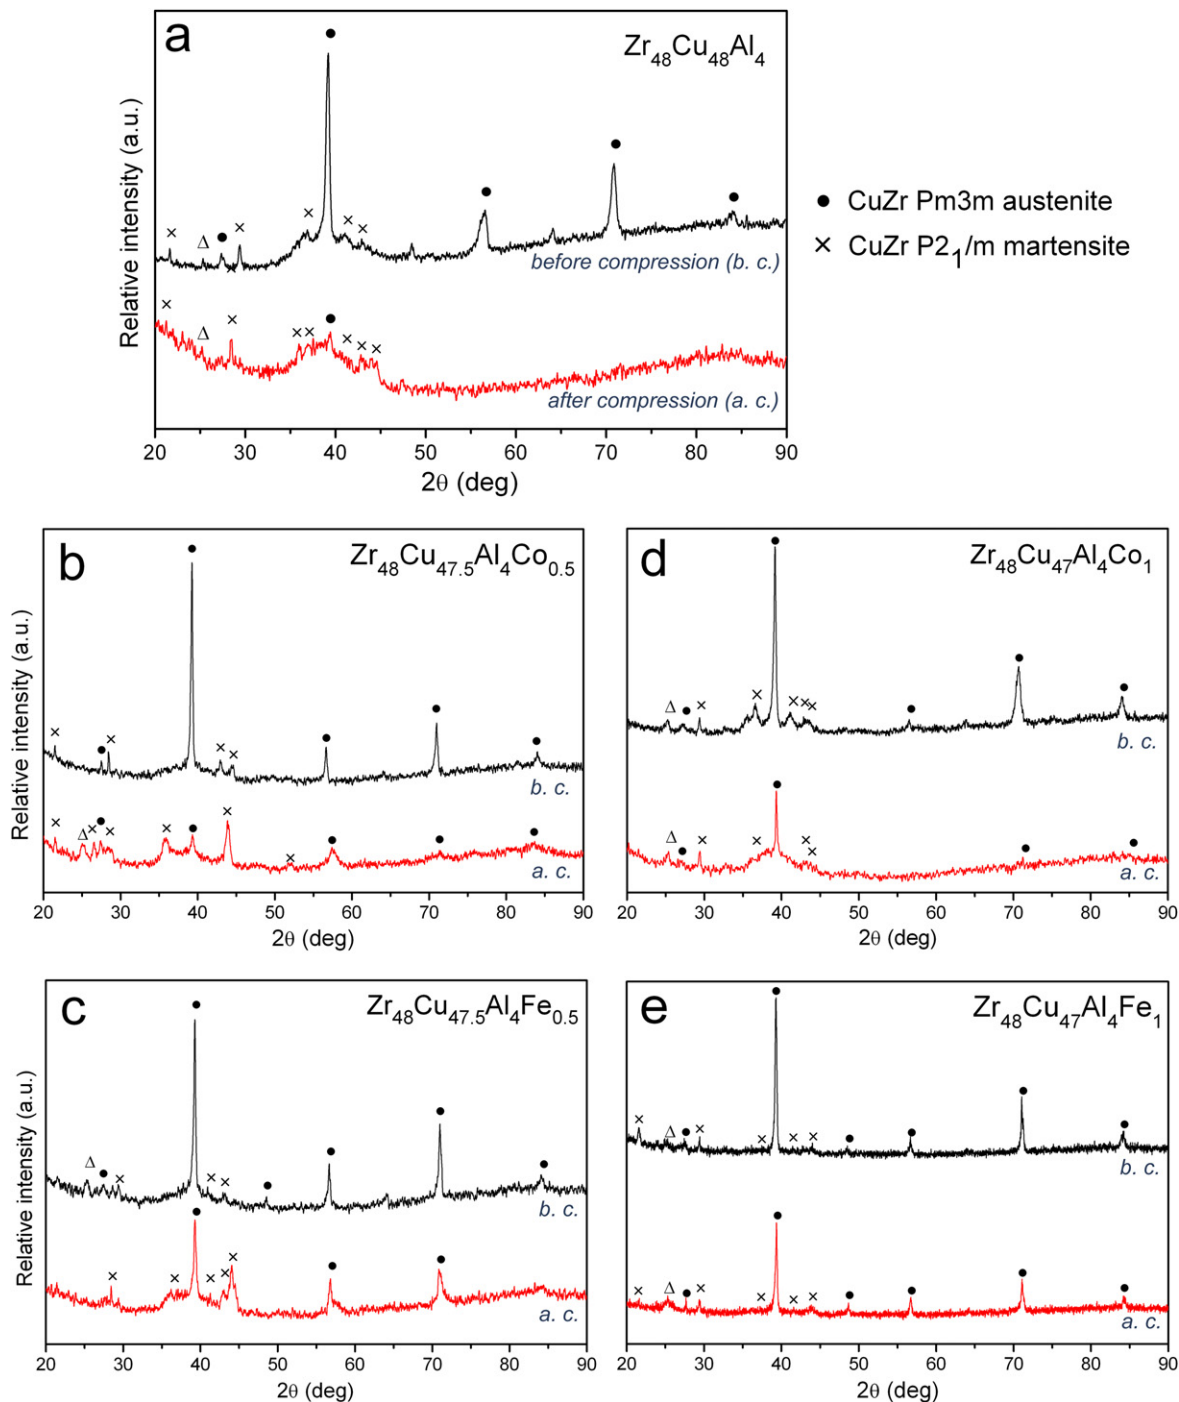 a
Zr48Cu48Al4
Relative intensity (a.u.)
before compression (b. c.)
after compression (a. c.)
20 30 40 50 60 70 80 90
2θ (deg)
● CuZr Pm3m austenite
× CuZr P21/m martensite
b
Zr48Cu47.5Al4Co0.5
Relative intensity (a.u.)
b. c.
a. c.
20 30 40 50 60 70 80 90
2θ (deg)
d
Zr48Cu47Al4Co1
b. c.
a. c.
20 30 40 50 60 70 80 90
2θ (deg)
c
Zr48Cu47.5Al4Fe0.5
Relative intensity (a.u.)
b. c.
a. c.
20 30 40 50 60 70 80 90
2θ (deg)
e
Zr48Cu47Al4Fe1
b. c.
a. c.
20 30 40 50 60 70 80 90
2θ (deg)